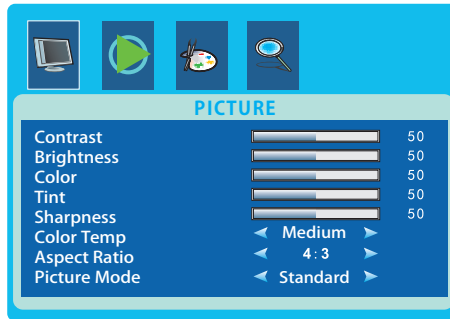 PICTURE
Contrast 50
Brightness 50
Color 50
Tint 50
Sharpness 50
Color Temp Medium
Aspect Ratio 4:3
Picture Mode Standard